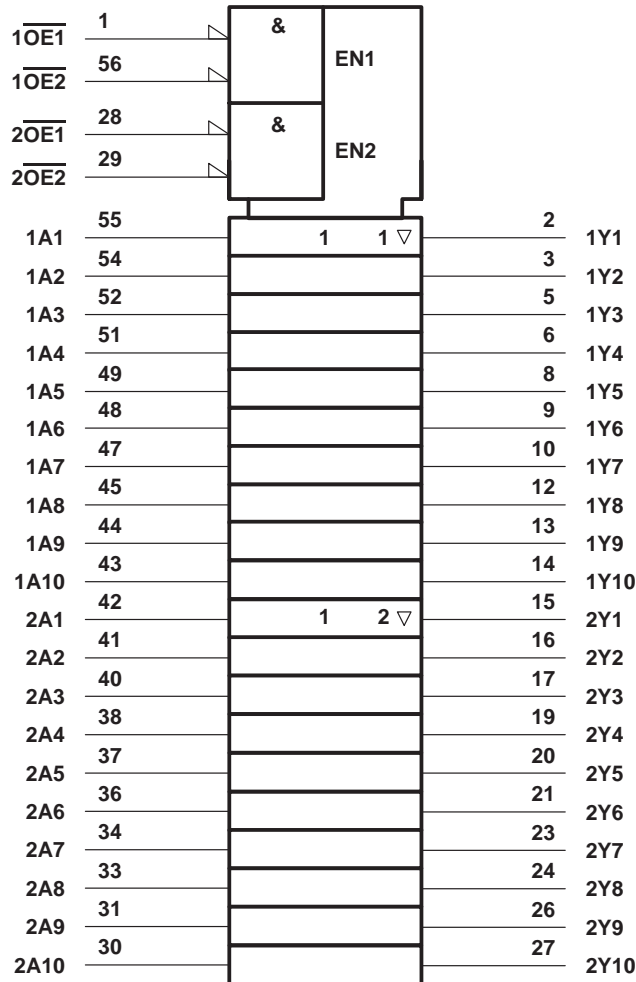 1OE1 1 & EN1
1OE2 56
2OE1 28 & EN2
2OE2 29
1A1 55 1 1 ▽ 2 1Y1
1A2 54 3 1Y2
1A3 52 5 1Y3
1A4 51 6 1Y4
1A5 49 8 1Y5
1A6 48 9 1Y6
1A7 47 10 1Y7
1A8 45 12 1Y8
1A9 44 13 1Y9
1A10 43 14 1Y10
2A1 42 1 2 ▽ 15 2Y1
2A2 41 16 2Y2
2A3 40 17 2Y3
2A4 38 19 2Y4
2A5 37 20 2Y5
2A6 36 21 2Y6
2A7 34 23 2Y7
2A8 33 24 2Y8
2A9 31 26 2Y9
2A10 30 27 2Y10